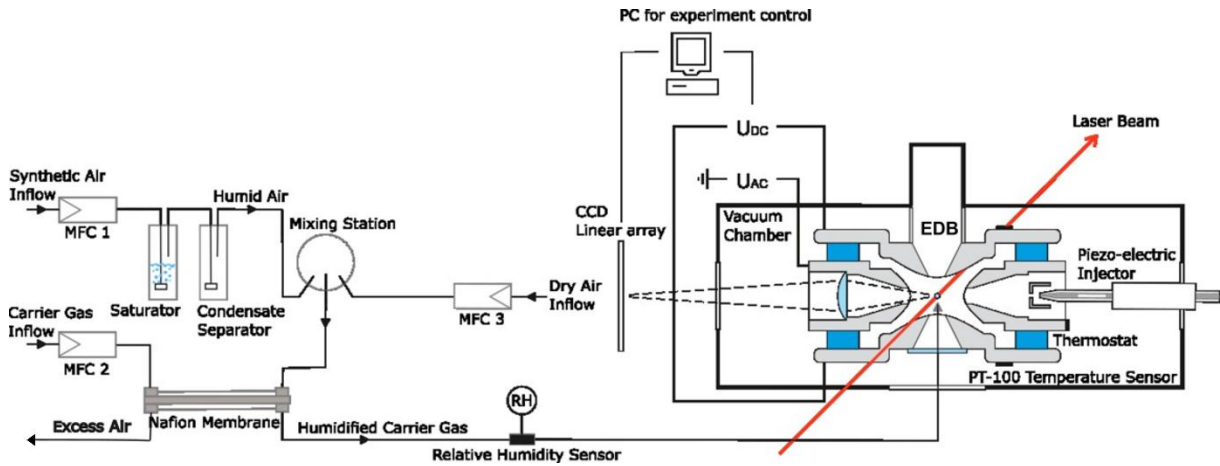 PC for experiment control
Laser Beam
UDC
UAC
Synthetic Air
Inflow
Humid Air
MFC 1
Mixing Station
CCD
Linear array
Vacuum
Chamber
EDB
Piezo-electric
Injector
Saturator
Condensate
Separator
Dry Air
Inflow
MFC 3
Carrier Gas
Inflow
MFC 2
Thermostat
PT-100 Temperature Sensor
Nafion Membrane
RH
Excess Air
Humidified Carrier Gas
Relative Humidity Sensor